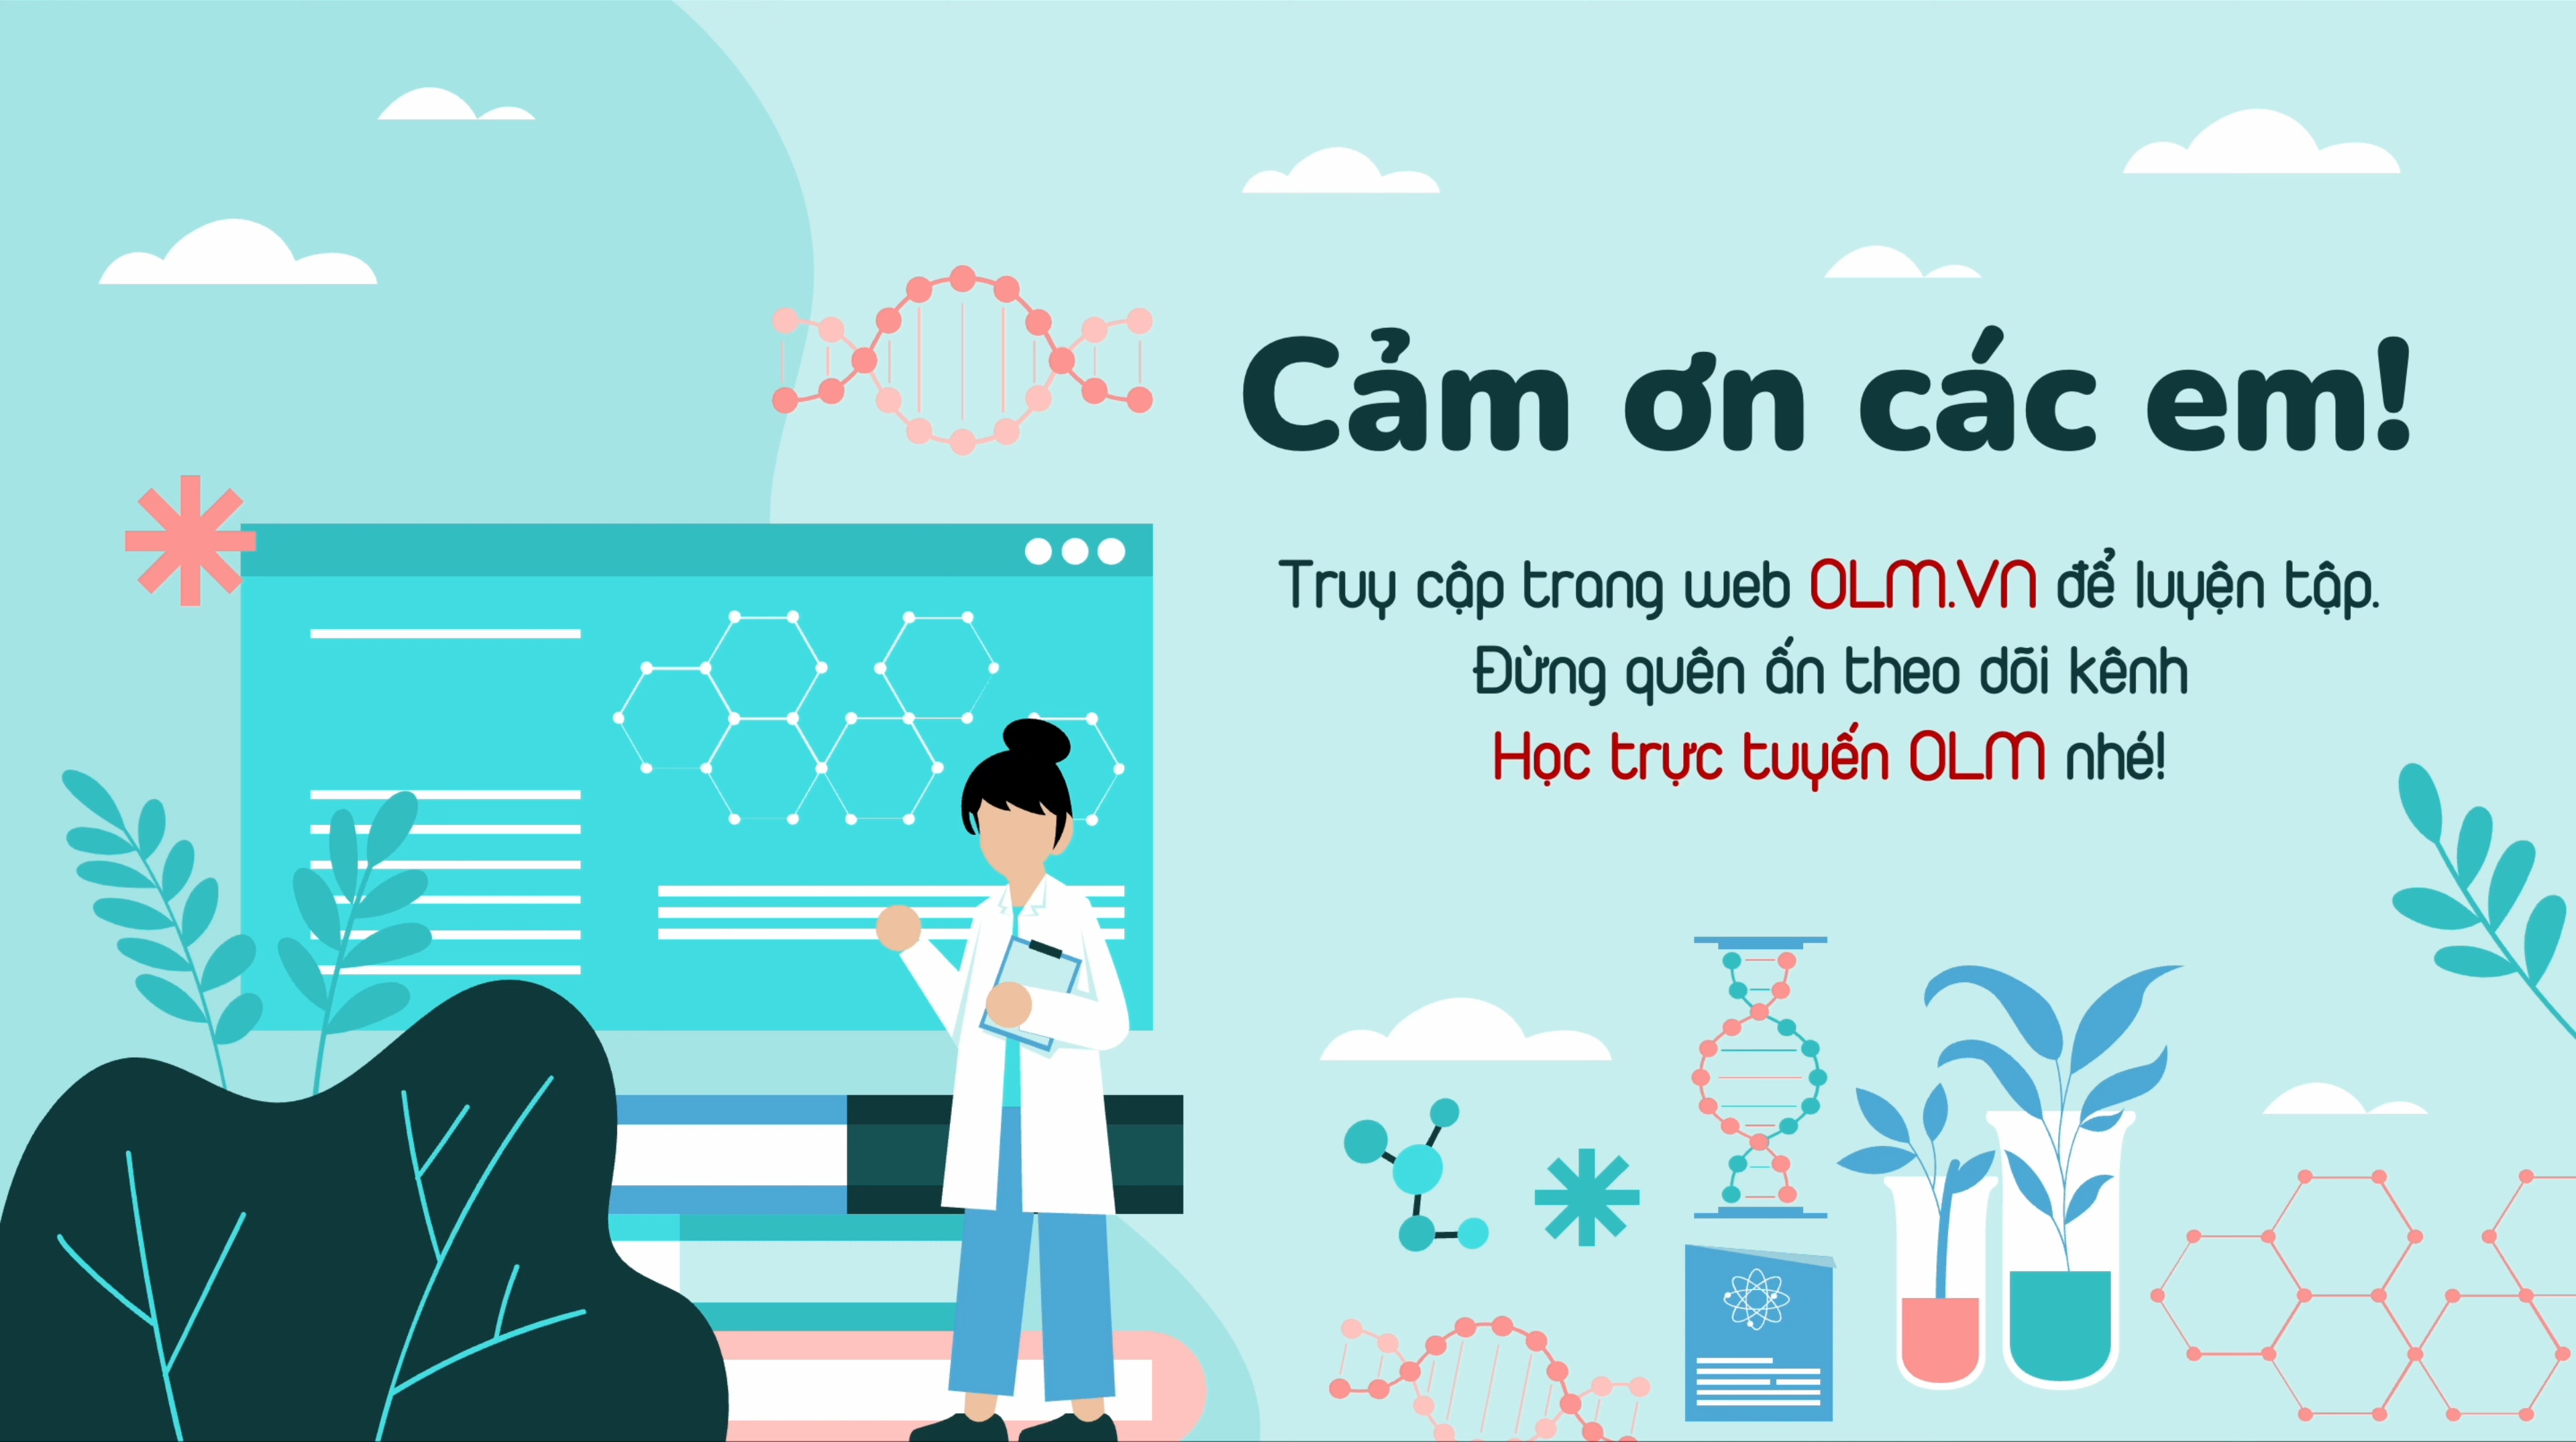 Cảm ơn các em!
Truy cập trang web OLM.VN để luyện tập.
Đừng quên ấn theo dõi kênh
Học trực tuyến OLM nhé!